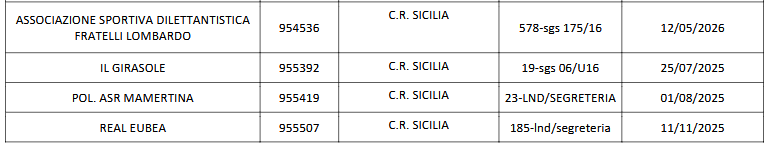 ASSOCIAZIONE SPORTIVA DILETTANTISTICA
FRATELLI LOMBARDO 954536 C.R. SICILIA 578-sgs 175/16 12/05/2026
IL GIRASOLE 955392 C.R. SICILIA 19-sgs 06/U16 25/07/2025
POL. ASR MAMERTINA 955419 C.R. SICILIA 23-LND/SEGRETERIA 01/08/2025
REAL EUBEA 955507 C.R. SICILIA 185-lnd/segreteria 11/11/2025